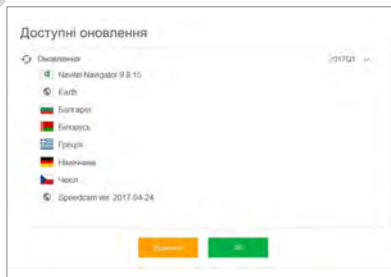 Доступні оновлення
Оновлення 2017Q1
Navitel Navigator 9.8.15
Earth
Болгарія
Білорусь
Греція
Німеччина
Чехія
Speedcam ver. 2017-04-24